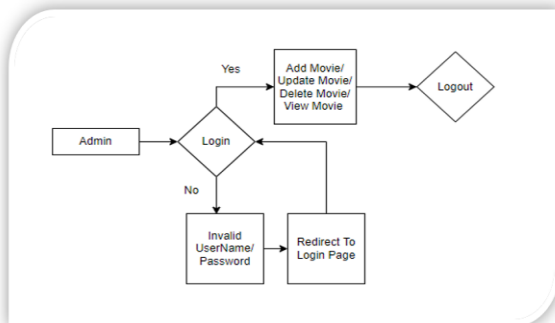 Yes
Add Movie/
Update Movie/
Delete Movie/
View Movie
Logout
Admin
Login
No
Invalid
UserName/
Password
Redirect To
Login Page